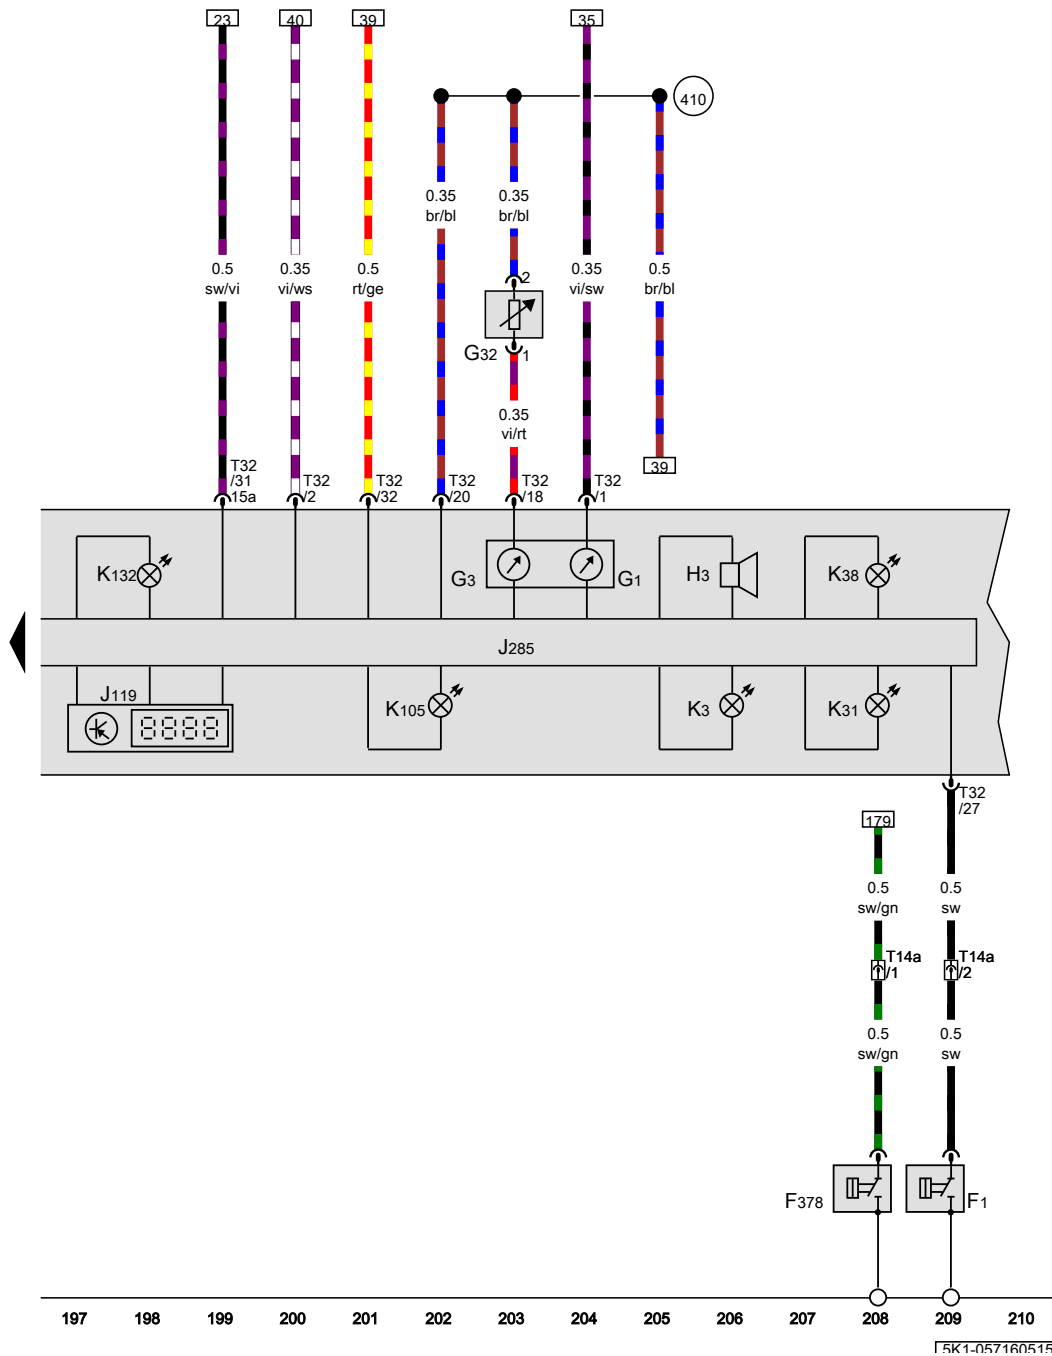 23
40
39
35
410
0.35
br/bl
0.35
br/bl
0.5
sw/vi
0.35
vi/ws
0.5
rt/ge
0.35
vi/sw
0.5
br/bl
2
G32
1
0.35
vi/rt
39
T32
/31
15a
T32
/2
T32
/32
T32
/20
T32
/18
T32
/1
K132
G3
G1
H3
K38
J285
J119
8888
K105
K3
K31
T32
/27
179
0.5
sw/gn
0.5
sw
T14a
/1
T14a
/2
0.5
sw/gn
0.5
sw
F378
F1
197 198 199 200 201 202 203 204 205 206 207 208 209 210
5K1-057160515